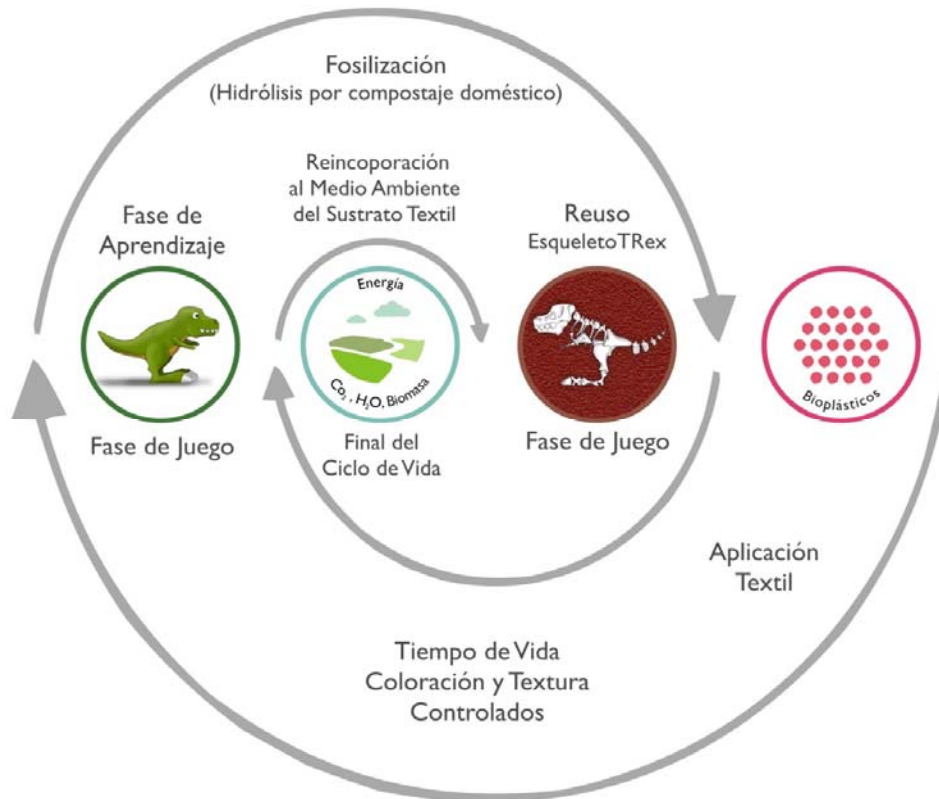 Fosilización
(Hidrólisis por compostaje doméstico)
Reincoporación
al Medio Ambiente
del Sustrato Textil
Fase de
Aprendizaje
Reuso
EsqueletoTRex
Energía
Co₂, H₂O, Biomasa
Bioplásticos
Fase de Juego
Final del
Ciclo de Vida
Fase de Juego
Aplicación
Textil
Tiempo de Vida
Coloración y Textura
Controlados